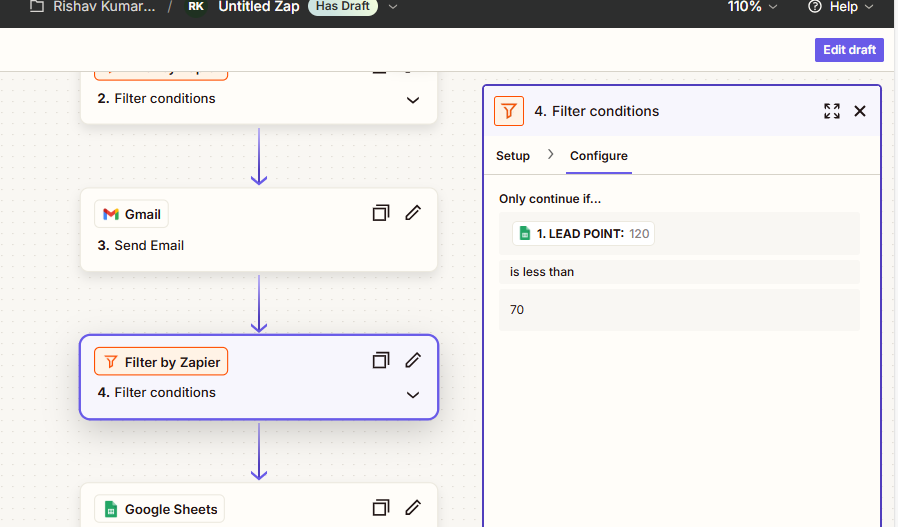 Rishav Kumar... / RK Untitled Zap Has Draft 110% Help
Edit draft
2. Filter conditions
4. Filter conditions
Setup Configure
Only continue if...
Gmail
1. LEAD POINT: 120
3. Send Email
is less than
70
Filter by Zapier
4. Filter conditions
Google Sheets